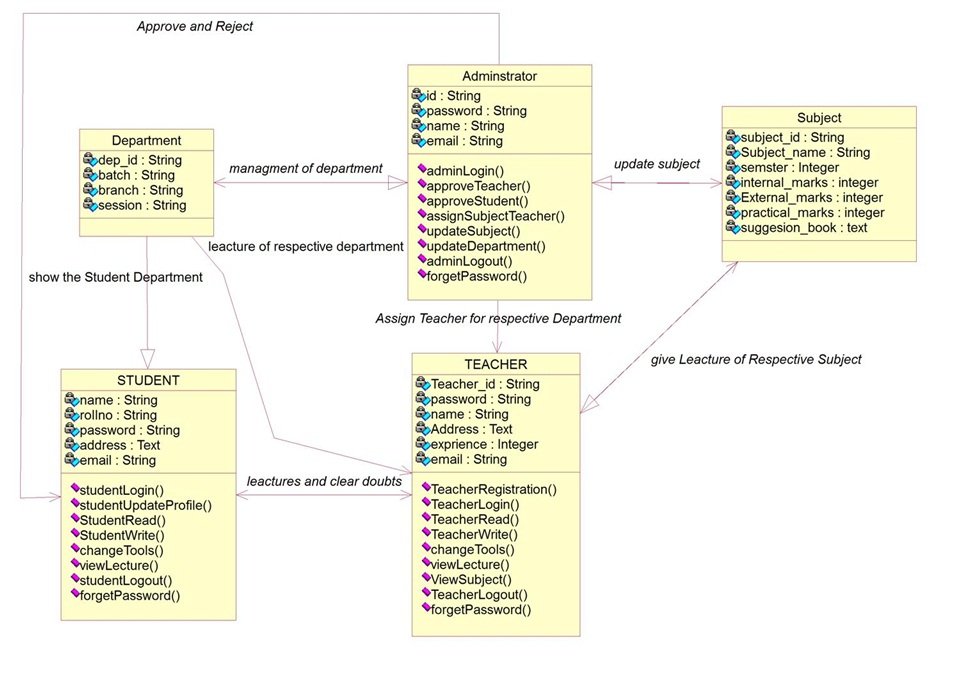 Approve and Reject
Adminstrator
id : String
password : String
name : String
email : String
adminLogin()
approveTeacher()
approveStudent()
assignSubjectTeacher()
updateSubject()
updateDepartment()
adminLogout()
forgetPassword()
Subject
subject_id : String
Subject_name : String
semster : Integer
internal_marks : integer
External_marks : integer
practical_marks : integer
suggesion_book : text
Department
dep_id : String
batch : String
branch : String
session : String
managment of department
update subject
leacture of respective department
show the Student Department
Assign Teacher for respective Department
give Leacture of Respective Subject
STUDENT
name : String
rollno : String
password : String
address : Text
email : String
studentLogin()
studentUpdateProfile()
StudentRead()
StudentWrite()
changeTools()
viewLecture()
studentLogout()
forgetPassword()
leactures and clear doubts
TEACHER
Teacher_id : String
password : String
name : String
Address : Text
exprience : Integer
email : String
TeacherRegistration()
TeacherLogin()
TeacherRead()
TeacherWrite()
changeTools()
viewLecture()
ViewSubject()
TeacherLogout()
forgetPassword()